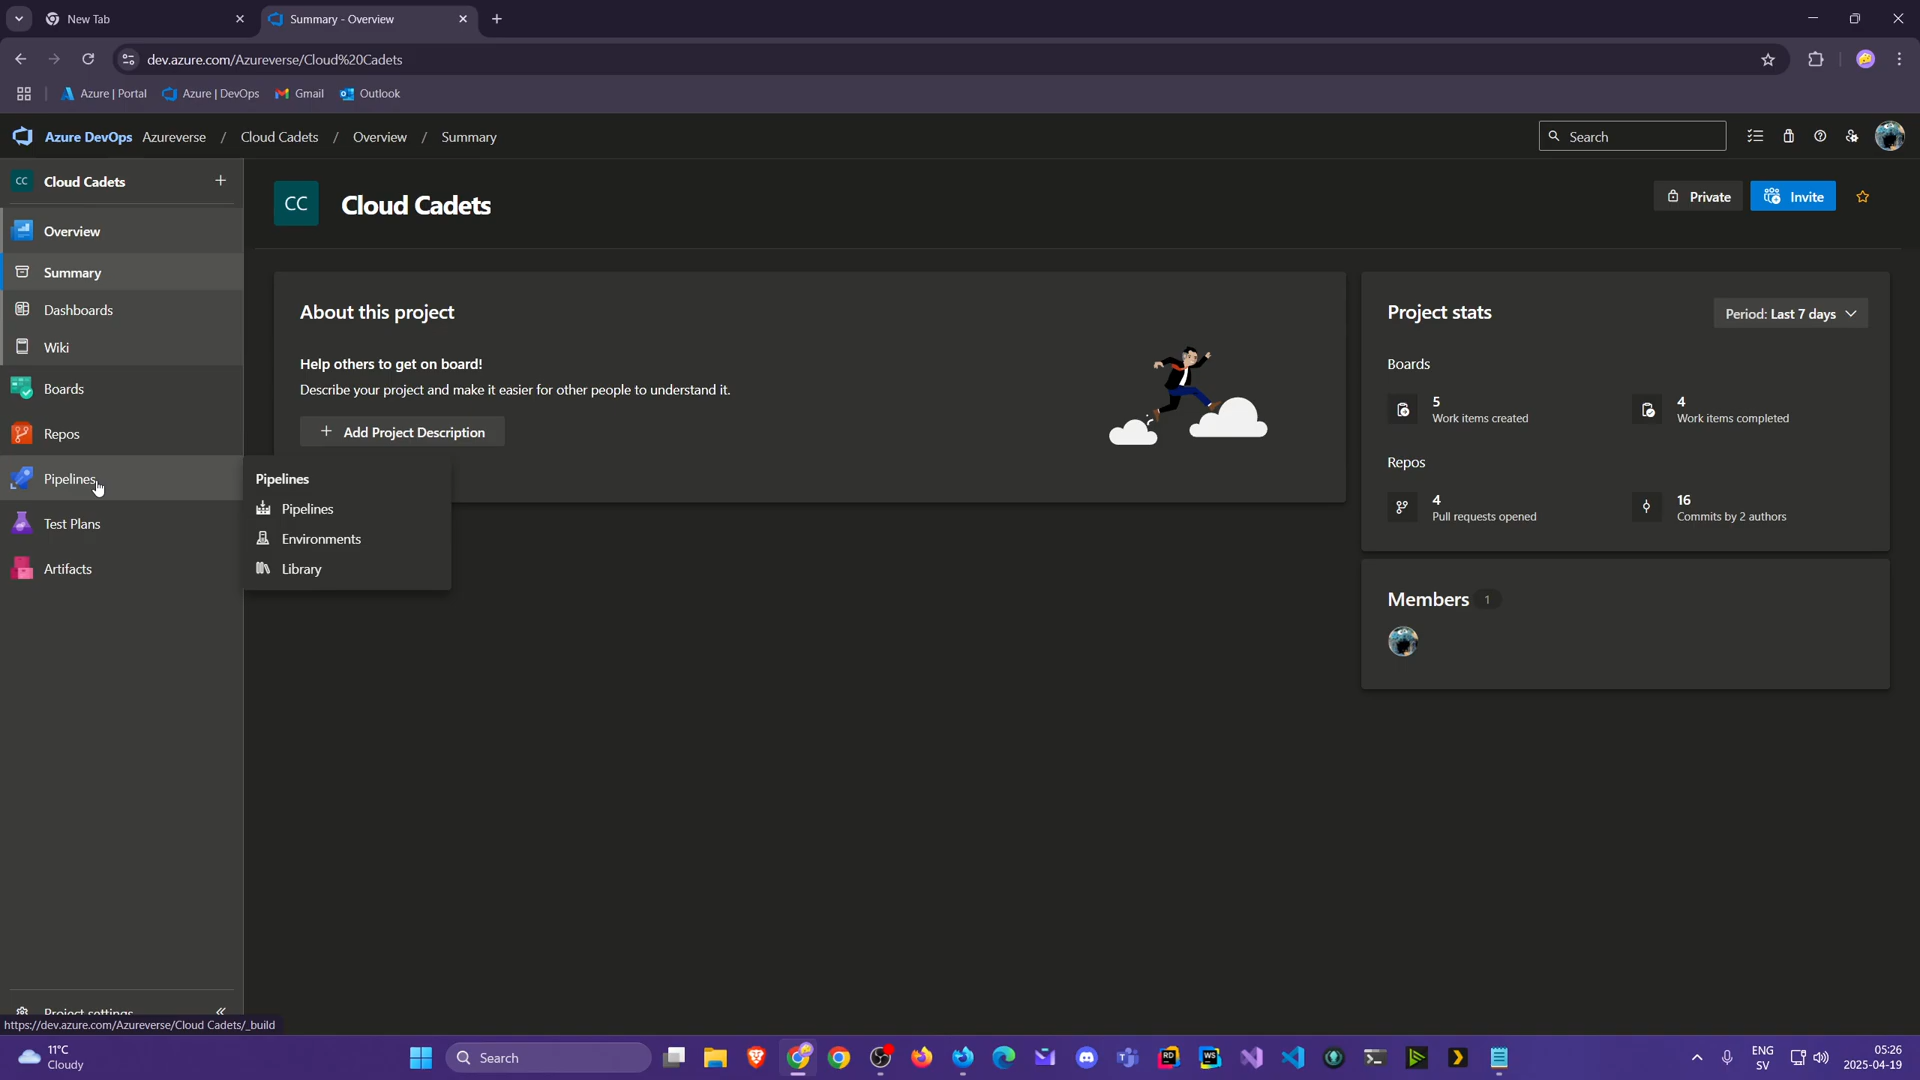 New Tab
Summary - Overview
dev.azure.com/Azureverse/Cloud%20Cadets
Azure | Portal
Azure | DevOps
Gmail
Outlook
Azure DevOps Azureverse / Cloud Cadets / Overview / Summary
Search
CC Cloud Cadets
Overview
Summary
Dashboards
Wiki
Boards
Repos
Pipelines
Test Plans
Artifacts
Project settings
https://dev.azure.com/Azureverse/Cloud Cadets/_build
Pipelines
Pipelines
Environments
Library
CC Cloud Cadets
Private
Invite
About this project
Help others to get on board!
Describe your project and make it easier for other people to understand it.
Add Project Description
Project stats
Period: Last 7 days
Boards
5
Work items created
4
Work items completed
Repos
4
Pull requests opened
16
Commits by 2 authors
Members 1
11°C
Cloudy
Search
RD
WS
ENG
SV
05:26
2025-04-19